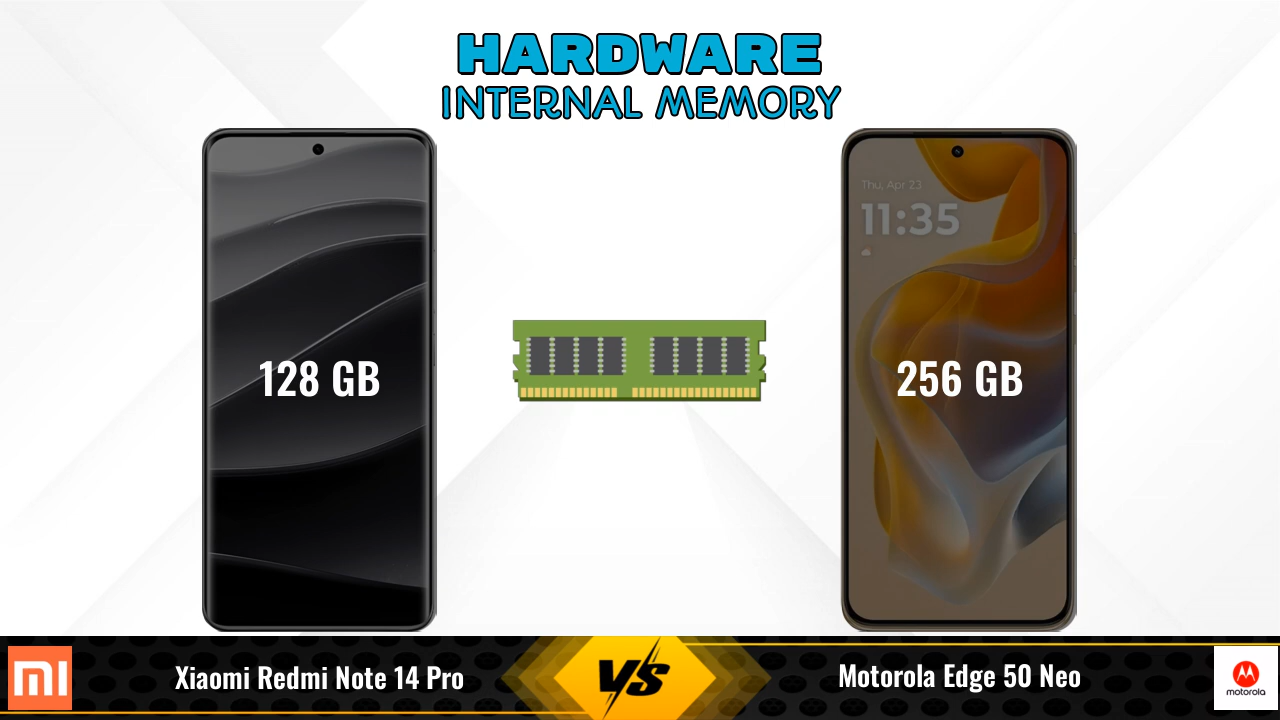 HARDWARE
INTERNAL MEMORY
Thu, Apr 23
11:35
128 GB
256 GB
MI
Xiaomi Redmi Note 14 Pro
VS
Motorola Edge 50 Neo
motorola